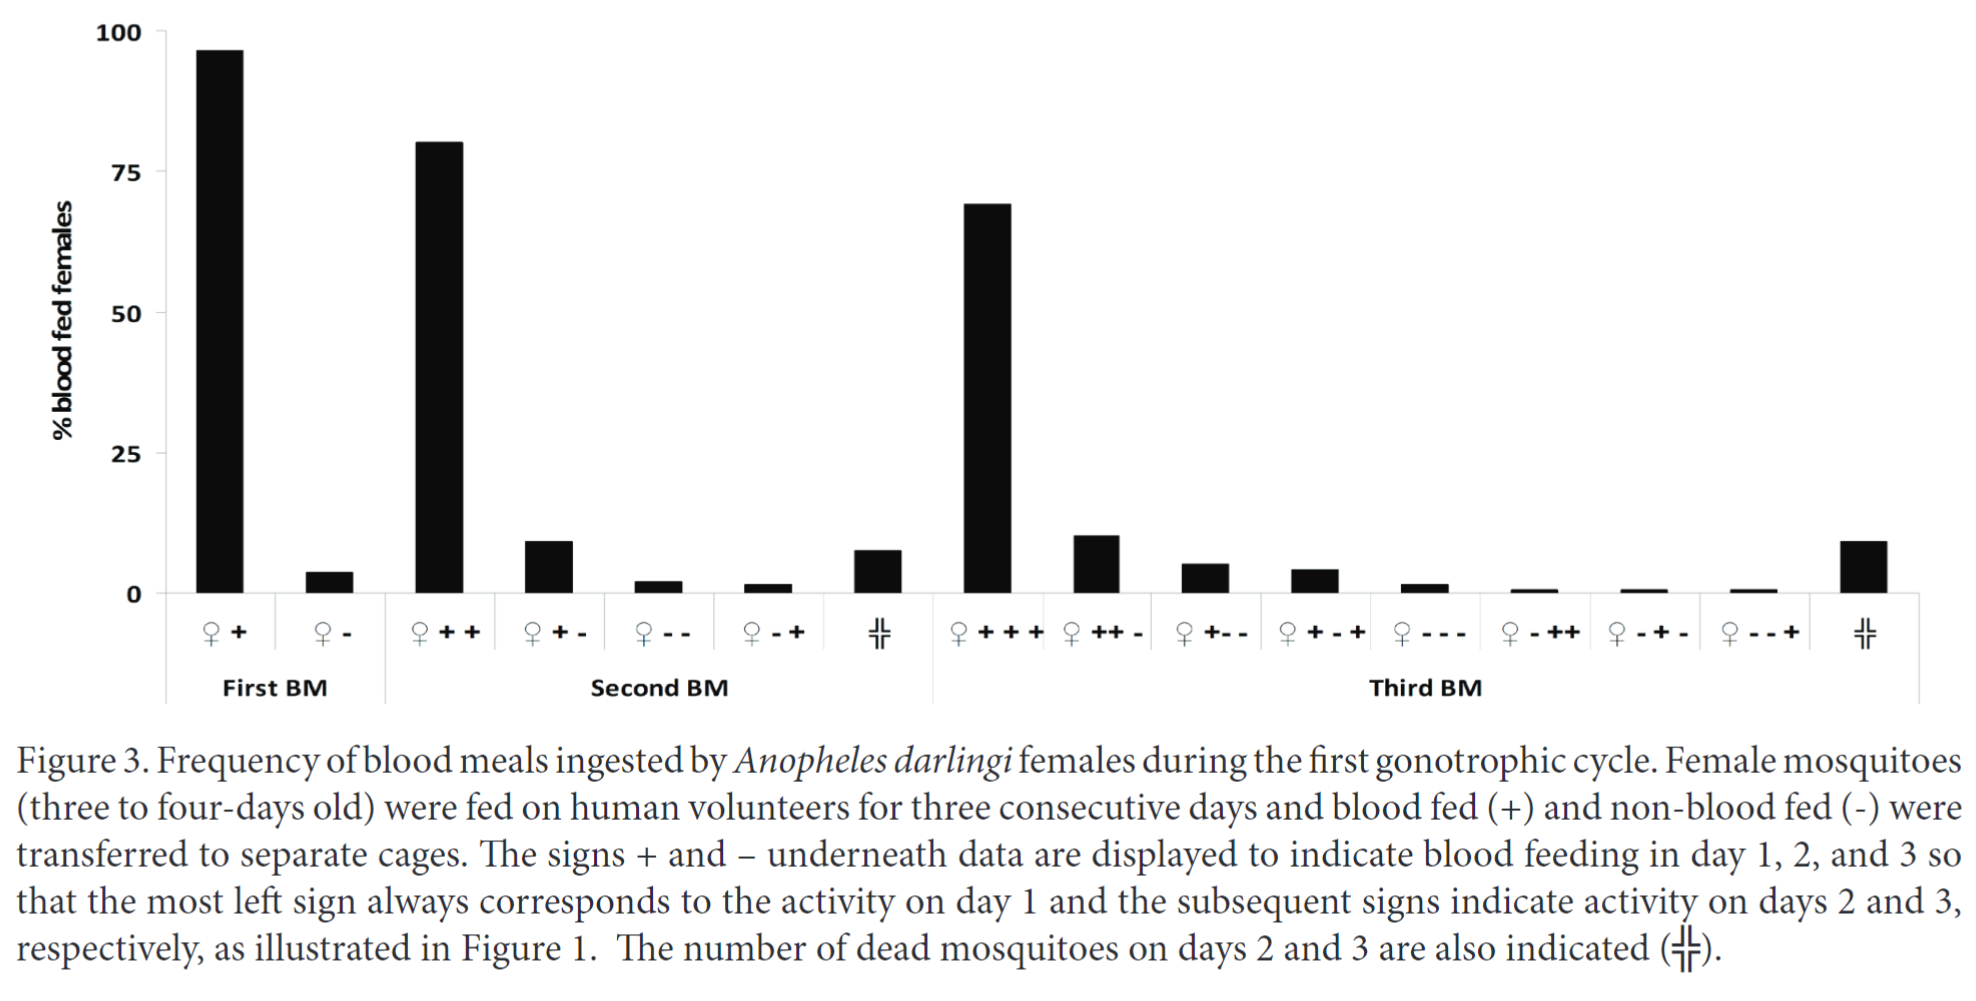 100
75
50
25
0
% blood fed females
♀ + ♀ - ♀ + + ♀ + - ♀ - - ♀ - + ╬ ♀ + + + ♀ ++ - ♀ +- - ♀ + - + ♀ - - - ♀ - ++ ♀ - + - ♀ - - + ╬
First BM Second BM Third BM
Figure 3. Frequency of blood meals ingested by Anopheles darlingi females during the first gonotrophic cycle. Female mosquitoes
(three to four-days old) were fed on human volunteers for three consecutive days and blood fed (+) and non-blood fed (-) were
transferred to separate cages. The signs + and – underneath data are displayed to indicate blood feeding in day 1, 2, and 3 so
that the most left sign always corresponds to the activity on day 1 and the subsequent signs indicate activity on days 2 and 3,
respectively, as illustrated in Figure 1. The number of dead mosquitoes on days 2 and 3 are also indicated (╬).